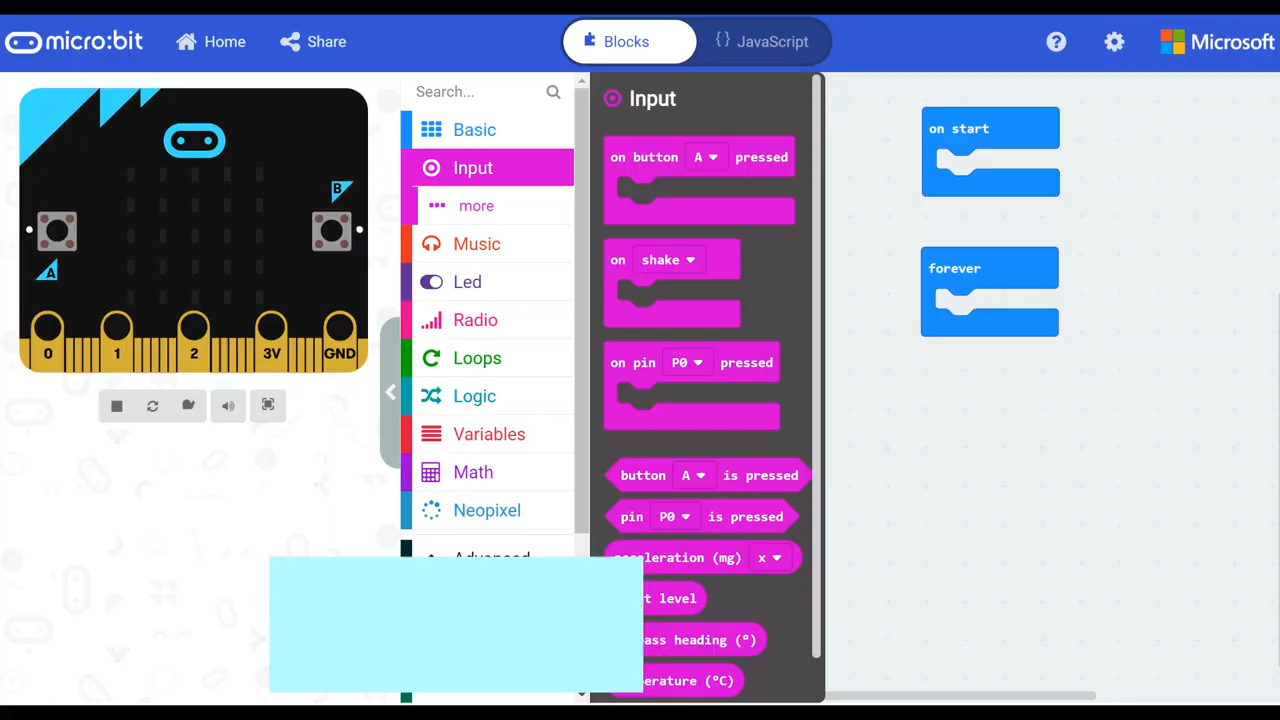 micro:bit
Home
Share
Blocks
{} JavaScript
?
Microsoft
B
A
0
1
2
3V
GND
Search...
Basic
Input
more
Music
Led
Radio
Loops
Logic
Variables
Math
Neopixel
Advanced
Input
on button A pressed
on shake
on pin P0 pressed
button A is pressed
pin P0 is pressed
(mg) x
level
heading (°)
(°C)
on start
forever